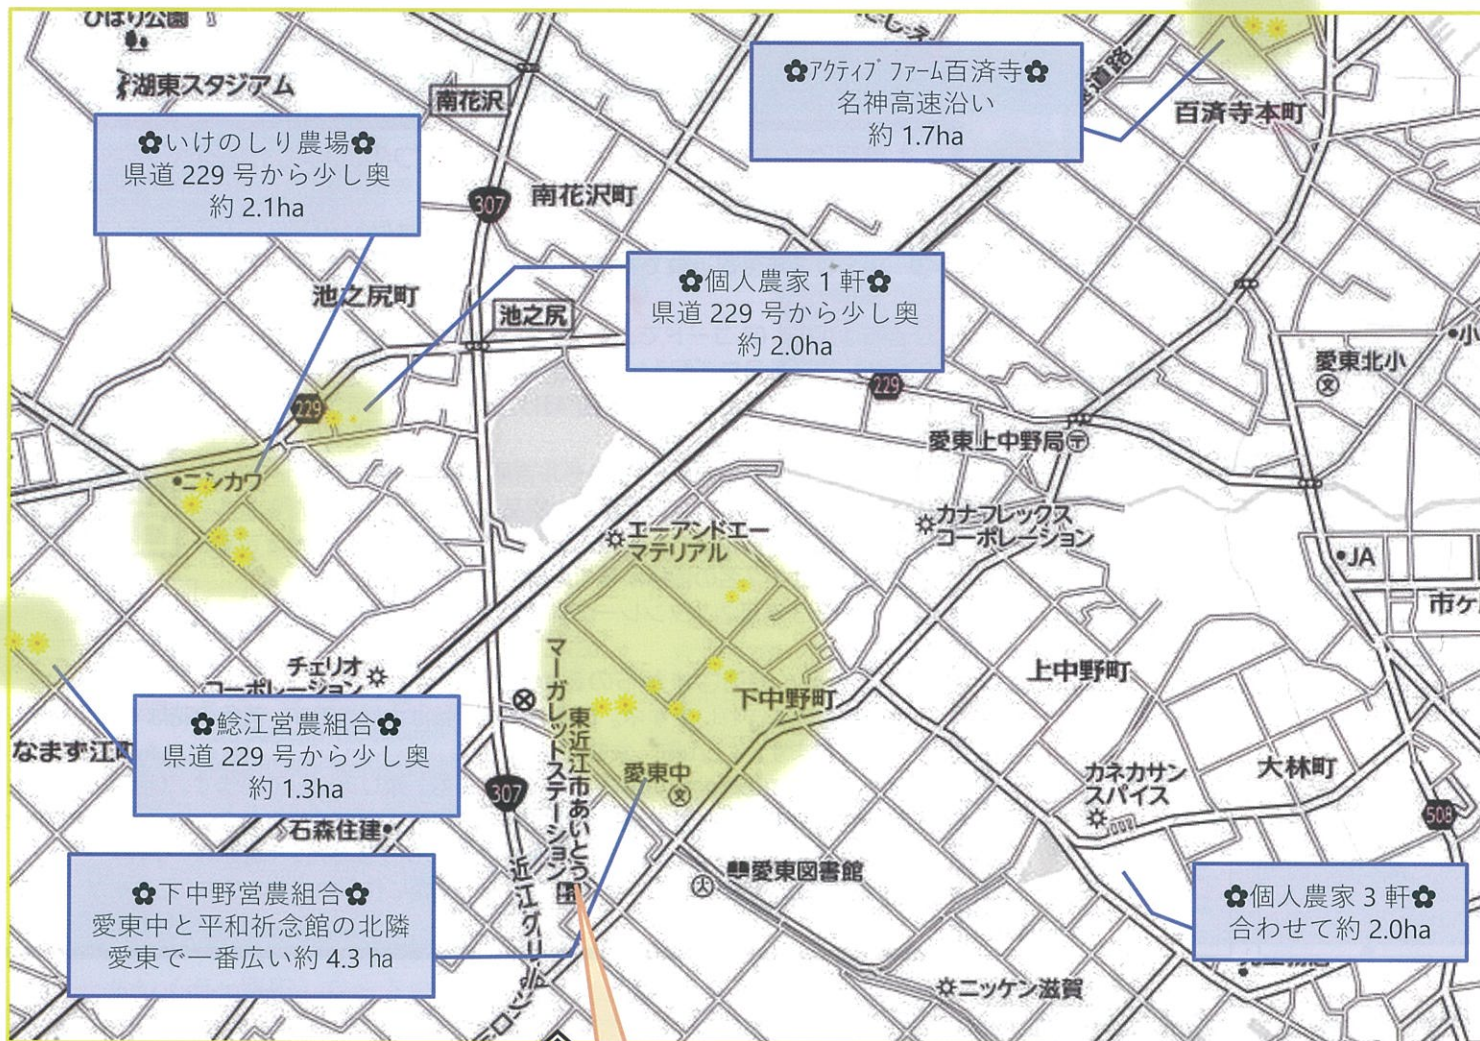 ひばり公園
湖東スタジアム
南花沢
✿アクティブ ファーム百済寺✿
名神高速沿い
約 1.7ha
道路
百済寺本町
✿いけのしり農場✿
県道 229 号から少し奥
約 2.1ha
307
南花沢町
池之尻町
池之尻
✿個人農家 1 軒✿
県道 229 号から少し奥
約 2.0ha
愛東北小
文
小
229
229
愛東上中野局
ニシカワ
エーアンドエー
マテリアル
カナフレックス
コーポレーション
JA
市ケ
チェリオ
コーポレーション
上中野町
下中野町
東近江市あいとう
マーガレットステーション
✿鯰江営農組合✿
県道 229 号から少し奥
約 1.3ha
なまず江町
愛東中
文
カネカサン
スパイス
大林町
307
508
石森住建
愛東図書館
近江グリ
✿下中野営農組合✿
愛東中と平和祈念館の北隣
愛東で一番広い約 4.3 ha
✿個人農家 3 軒✿
合わせて約 2.0ha
ニッケン滋賀